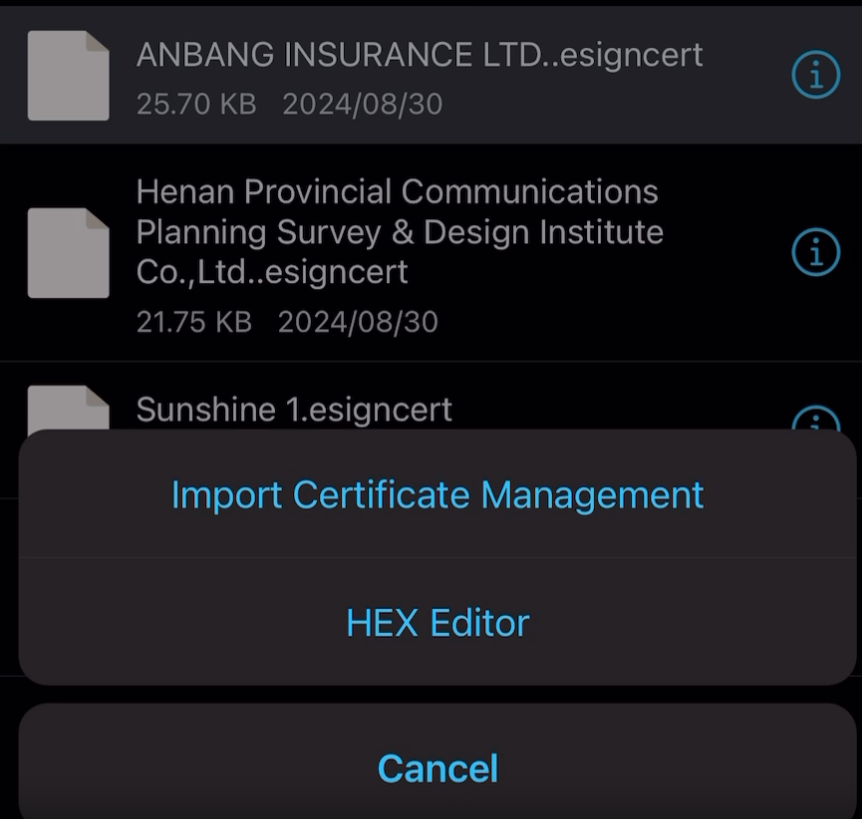 ANBANG INSURANCE LTD..esigncert
25.70 KB 2024/08/30
Henan Provincial Communications
Planning Survey & Design Institute
Co.,Ltd..esigncert
21.75 KB 2024/08/30
Sunshine 1.esigncert
Import Certificate Management
HEX Editor
Cancel